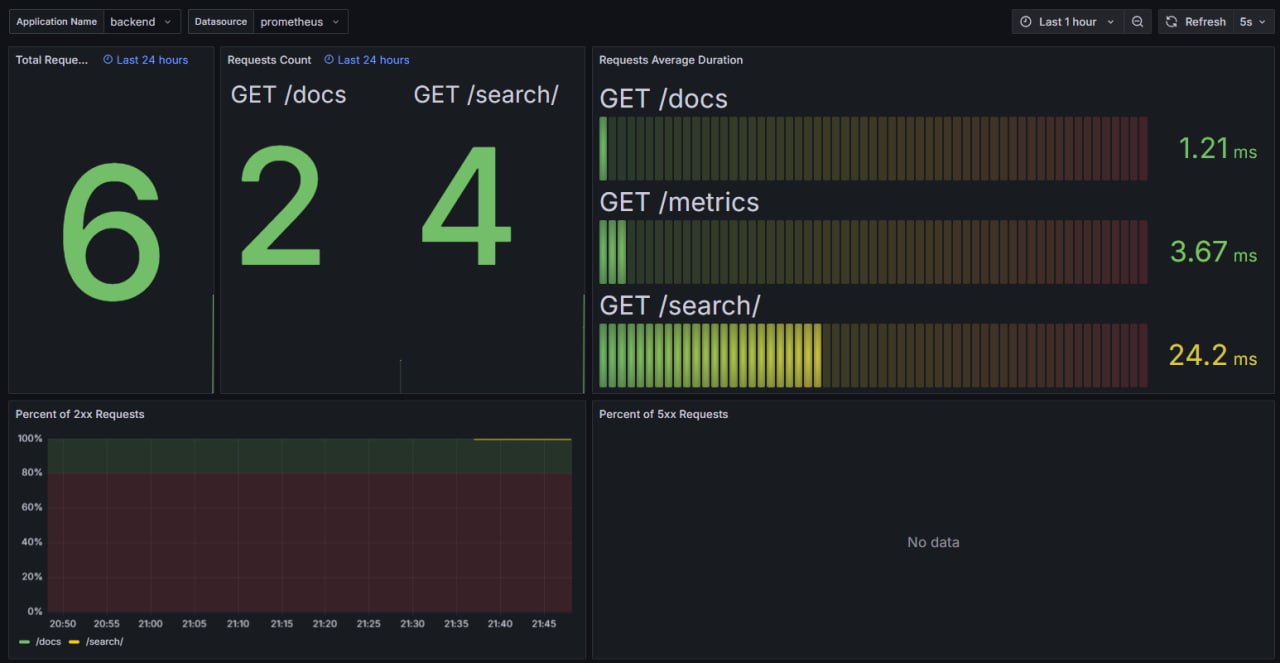 Application Name backend Datasource prometheus Last 1 hour Refresh 5s
Total Reque... Last 24 hours
6
Requests Count Last 24 hours
GET /docs GET /search/
2 4
Requests Average Duration
GET /docs
1.21 ms
GET /metrics
3.67 ms
GET /search/
24.2 ms
Percent of 2xx Requests
100%
80%
60%
40%
20%
0%
20:50 20:55 21:00 21:05 21:10 21:15 21:20 21:25 21:30 21:35 21:40 21:45
/docs /search/
Percent of 5xx Requests
No data